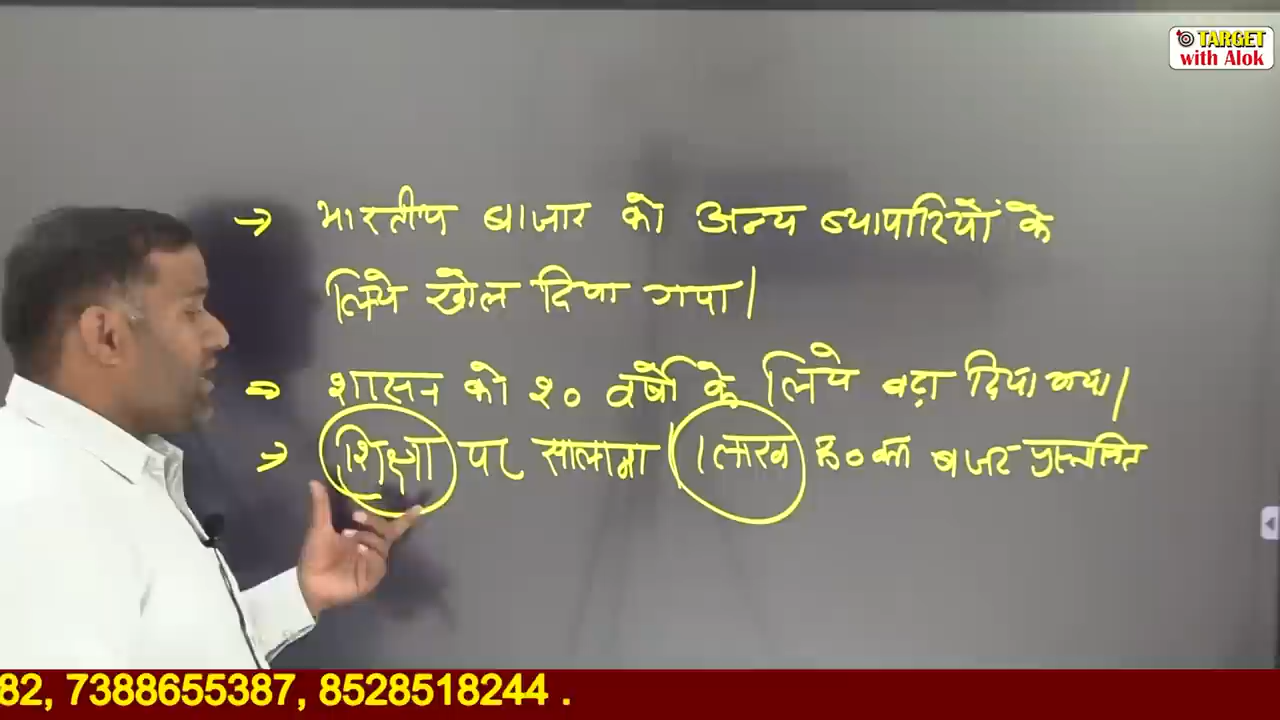 TARGET
with Alok
→ भारतीय बाजार को अन्य व्यापारियों के
लिये खोल दिया गया।
→ शासन को २० वर्षो के लिये बढ़ा दिया गया।
→ शिक्षा पर सालाना 1 लाख रु० का बजट प्रस्तावित
82, 7388655387, 8528518244 .